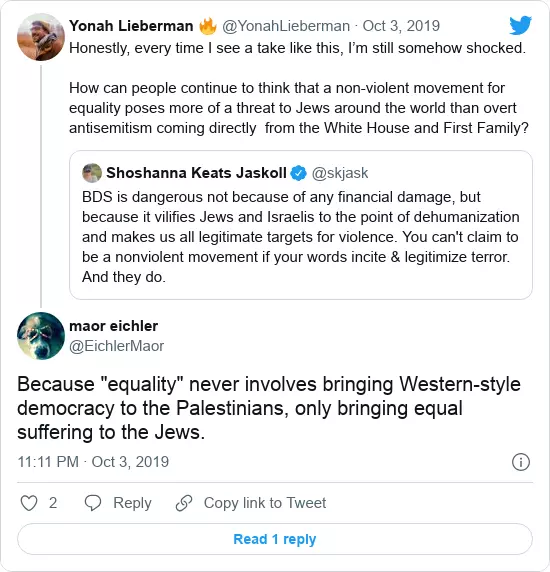 Yonah Lieberman 🔥 @YonahLieberman · Oct 3, 2019
Honestly, every time I see a take like this, I’m still somehow shocked.
How can people continue to think that a non-violent movement for
equality poses more of a threat to Jews around the world than overt
antisemitism coming directly  from the White House and First Family?
Shoshanna Keats Jaskoll @skjask
BDS is dangerous not because of any financial damage, but
because it vilifies Jews and Israelis to the point of dehumanization
and makes us all legitimate targets for violence. You can't claim to
be a nonviolent movement if your words incite & legitimize terror.
And they do.
maor eichler
@EichlerMaor
Because "equality" never involves bringing Western-style
democracy to the Palestinians, only bringing equal
suffering to the Jews.
11:11 PM · Oct 3, 2019
2 Reply Copy link to Tweet
Read 1 reply